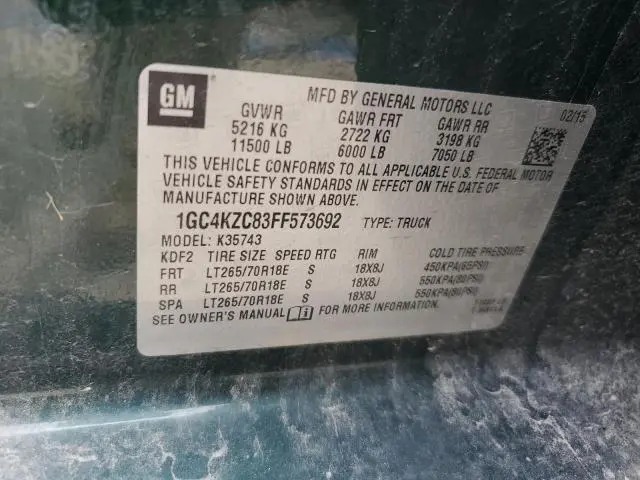 GM
MFD BY GENERAL MOTORS LLC
02/15
GVWR GAWR FRT GAWR RR
5216 KG 2722 KG 3198 KG
11500 LB 6000 LB 7050 LB
THIS VEHICLE CONFORMS TO ALL APPLICABLE U.S. FEDERAL MOTOR
VEHICLE SAFETY STANDARDS IN EFFECT ON THE DATE OF
MANUFACTURE SHOWN ABOVE.
1GC4KZC83FF573692 TYPE: TRUCK
MODEL: K35743
KDF2 TIRE SIZE SPEED RTG RIM COLD TIRE PRESSURE
FRT LT265/70R18E S 18X8J 450KPA(65PSI)
RR LT265/70R18E S 18X8J 550KPA(80PSI)
SPA LT265/70R18E S 18X8J 550KPA(80PSI)
SEE OWNER'S MANUAL FOR MORE INFORMATION.